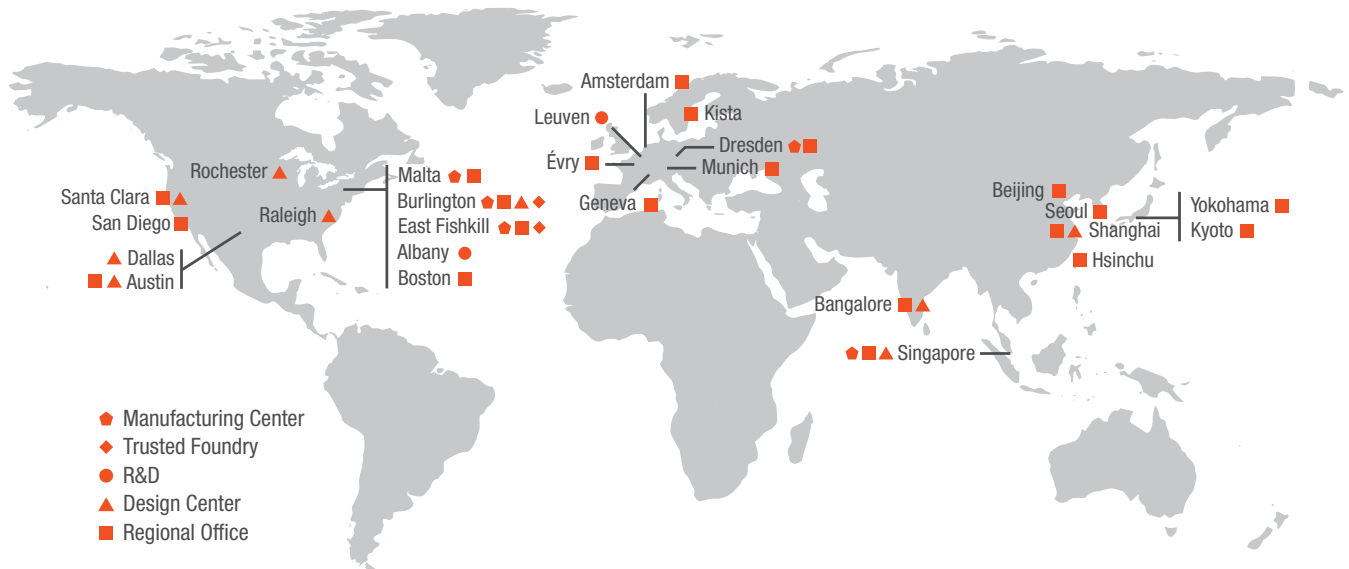 Rochester
Santa Clara
San Diego
Raleigh
Dallas
Austin
Malta
Burlington
East Fishkill
Albany
Boston
Amsterdam
Kista
Leuven
Dresden
Évry
Munich
Geneva
Beijing
Seoul
Shanghai
Hsinchu
Yokohama
Kyoto
Bangalore
Singapore
Manufacturing Center
Trusted Foundry
R&D
Design Center
Regional Office